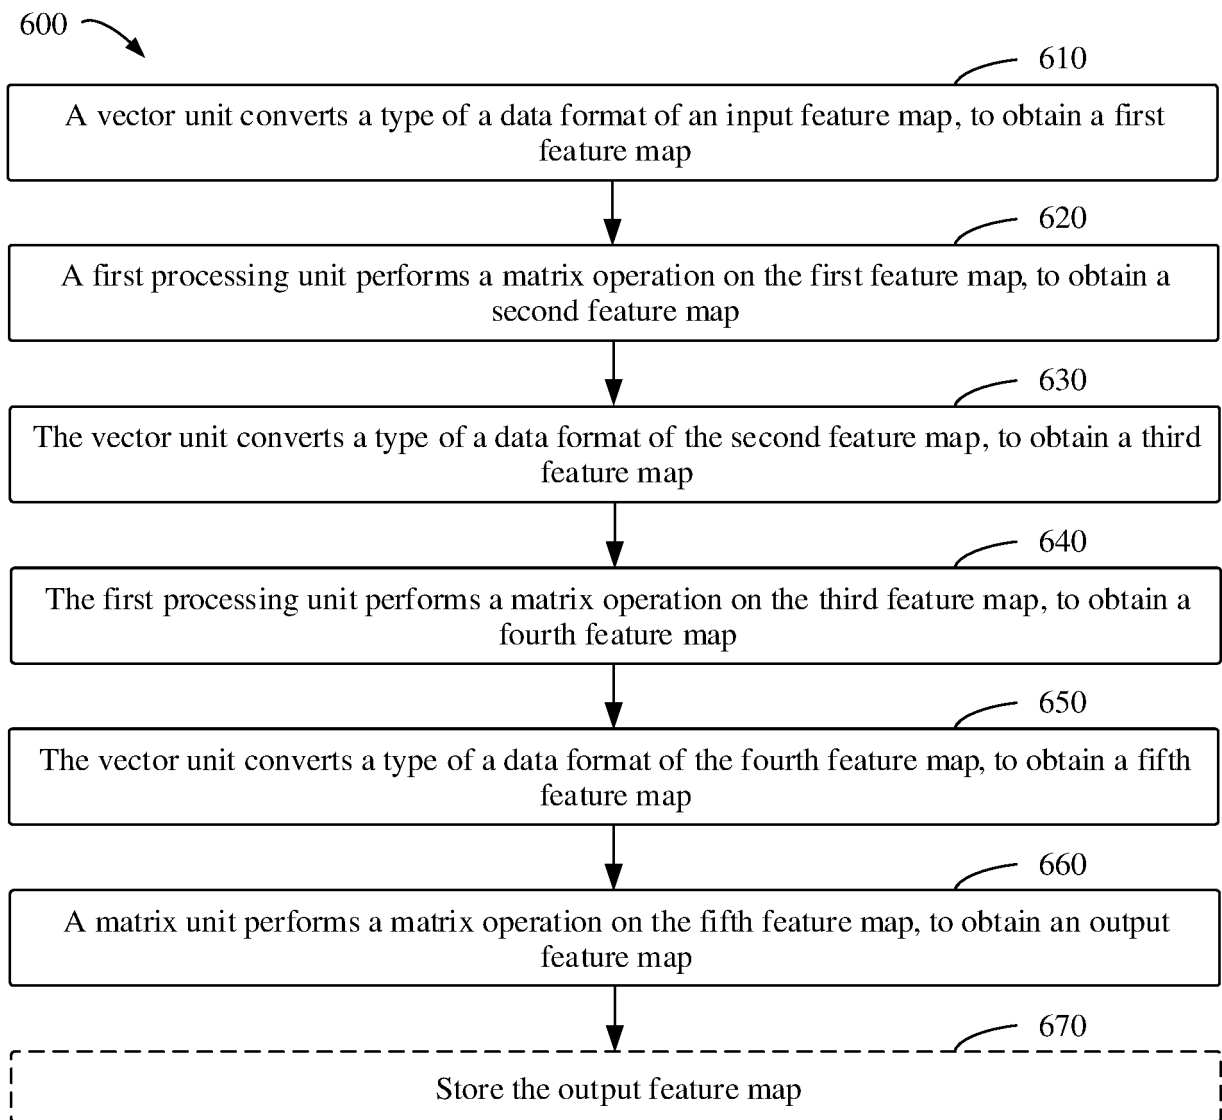 600
610
A vector unit converts a type of a data format of an input feature map, to obtain a first
feature map
620
A first processing unit performs a matrix operation on the first feature map, to obtain a
second feature map
630
The vector unit converts a type of a data format of the second feature map, to obtain a third
feature map
640
The first processing unit performs a matrix operation on the third feature map, to obtain a
fourth feature map
650
The vector unit converts a type of a data format of the fourth feature map, to obtain a fifth
feature map
660
A matrix unit performs a matrix operation on the fifth feature map, to obtain an output
feature map
670
Store the output feature map